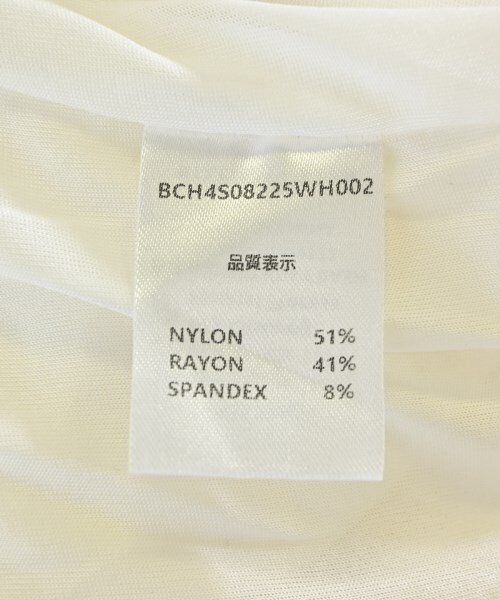 BCH4S08225WH002
品質表示
NYLON 51%
RAYON 41%
SPANDEX 8%